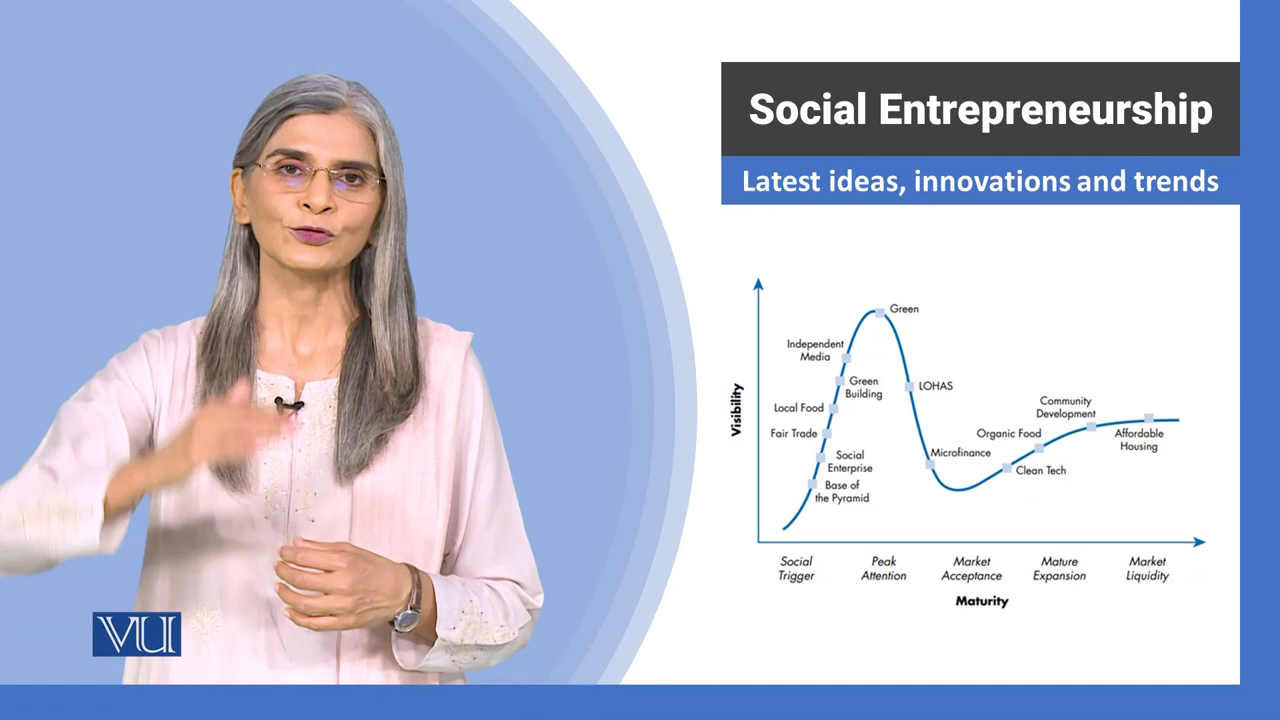 Social Entrepreneurship
Latest ideas, innovations and trends
Visibility
Green
Independent
Media
Green
Building
LOHAS
Local Food
Fair Trade
Social
Enterprise
Base of
the Pyramid
Microfinance
Organic Food
Clean Tech
Community
Development
Affordable
Housing
Social
Trigger
Peak
Attention
Market
Acceptance
Mature
Expansion
Market
Liquidity
Maturity
VU